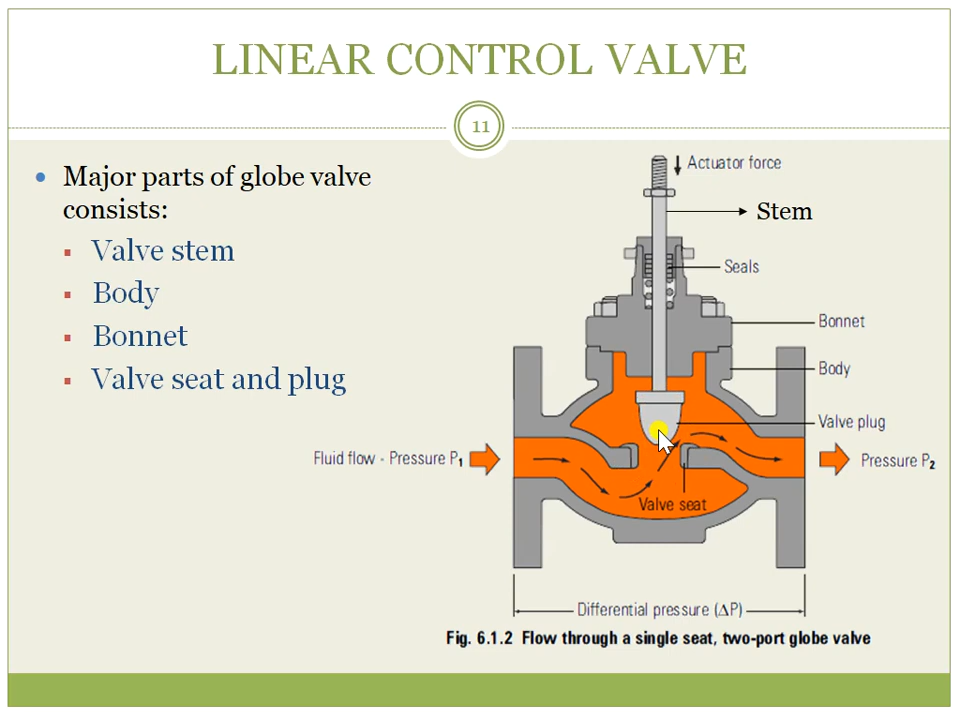 LINEAR CONTROL VALVE
11
• Major parts of globe valve
consists:
▪ Valve stem
▪ Body
▪ Bonnet
▪ Valve seat and plug
Actuator force
Stem
Seals
Bonnet
Body
Valve plug
Fluid flow - Pressure P₁
Pressure P₂
Valve seat
Differential pressure (ΔP)
Fig. 6.1.2 Flow through a single seat, two-port globe valve